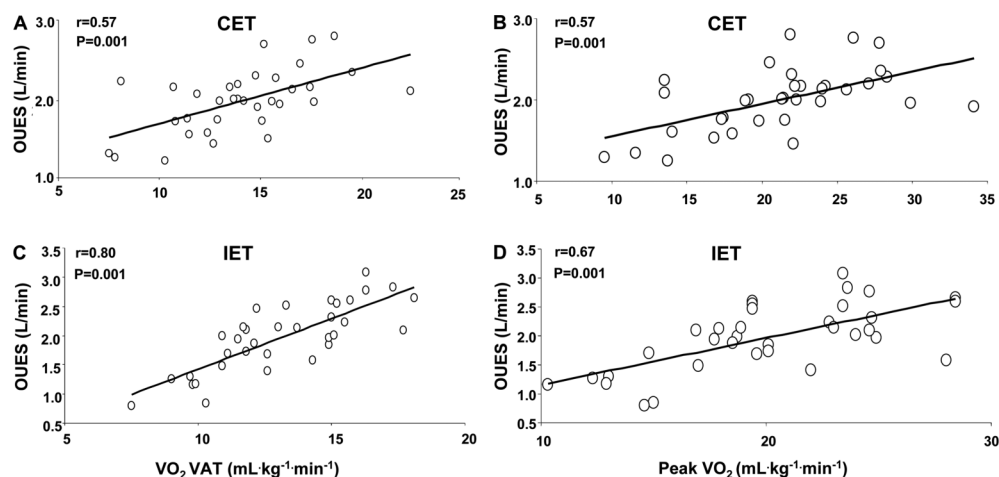 A
r=0.57
P=0.001
CET
OUES (L/min)
3.0
2.0
1.0
5
10
15
20
25
B
r=0.57
P=0.001
CET
OUES (L/min)
3.0
2.0
1.0
5
10
15
20
25
30
35
C
r=0.80
P=0.001
IET
OUES (L/min)
3.5
3.0
2.5
2.0
1.5
1.0
0.5
5
10
15
20
VO₂ VAT (mL·kg⁻¹·min⁻¹)
D
r=0.67
P=0.001
IET
OUES (L/min)
3.5
3.0
2.5
2.0
1.5
1.0
0.5
10
20
30
Peak VO₂ (mL·kg⁻¹·min⁻¹)